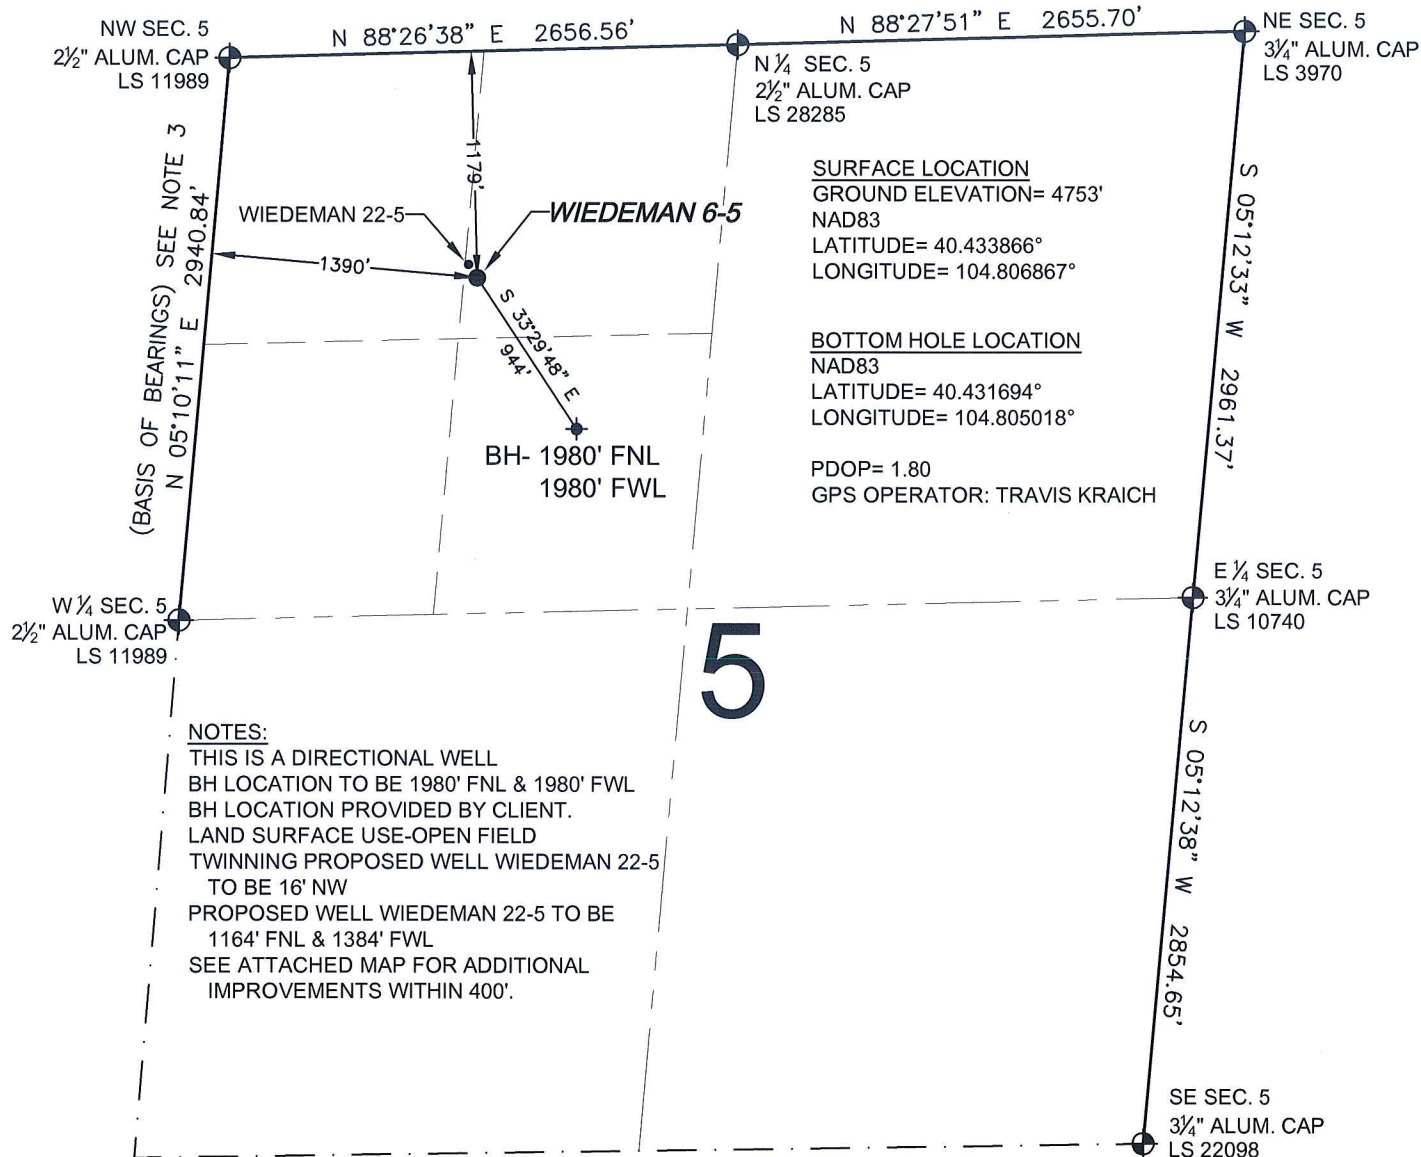 NW SEC. 5
2½" ALUM. CAP
LS 11989
N 88°26'38" E 2656.56'
N 88°27'51" E 2655.70'
NE SEC. 5
3¼" ALUM. CAP
LS 3970
N ¼ SEC. 5
2½" ALUM. CAP
LS 28285
(BASIS OF BEARINGS) SEE NOTE 3
N 05°10'11" E 2940.84'
1179'
WIEDEMAN 22-5
WIEDEMAN 6-5
1390'
S 33°29'48" E
944'
BH- 1980' FNL
1980' FWL
SURFACE LOCATION
GROUND ELEVATION= 4753'
NAD83
LATITUDE= 40.433866°
LONGITUDE= 104.806867°
BOTTOM HOLE LOCATION
NAD83
LATITUDE= 40.431694°
LONGITUDE= 104.805018°
PDOP= 1.80
GPS OPERATOR: TRAVIS KRAICH
S 05°12'33" W 2961.37'
W ¼ SEC. 5
2½" ALUM. CAP
LS 11989
E ¼ SEC. 5
3¼" ALUM. CAP
LS 10740
5
NOTES:
THIS IS A DIRECTIONAL WELL
BH LOCATION TO BE 1980' FNL & 1980' FWL
BH LOCATION PROVIDED BY CLIENT.
LAND SURFACE USE-OPEN FIELD
TWINNING PROPOSED WELL WIEDEMAN 22-5
TO BE 16' NW
PROPOSED WELL WIEDEMAN 22-5 TO BE
1164' FNL & 1384' FWL
SEE ATTACHED MAP FOR ADDITIONAL
IMPROVEMENTS WITHIN 400'.
S 05°12'38" W 2854.65'
SE SEC. 5
3¼" ALUM. CAP
LS 22098